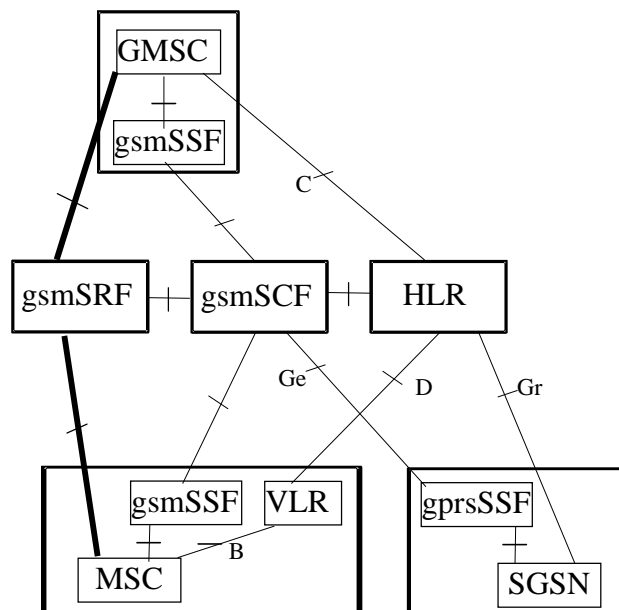 GMSC
gsmSSF
C
gsmSRF
gsmSCF
HLR
Ge
D
Gr
gsmSSF
VLR
gprsSSF
B
MSC
SGSN